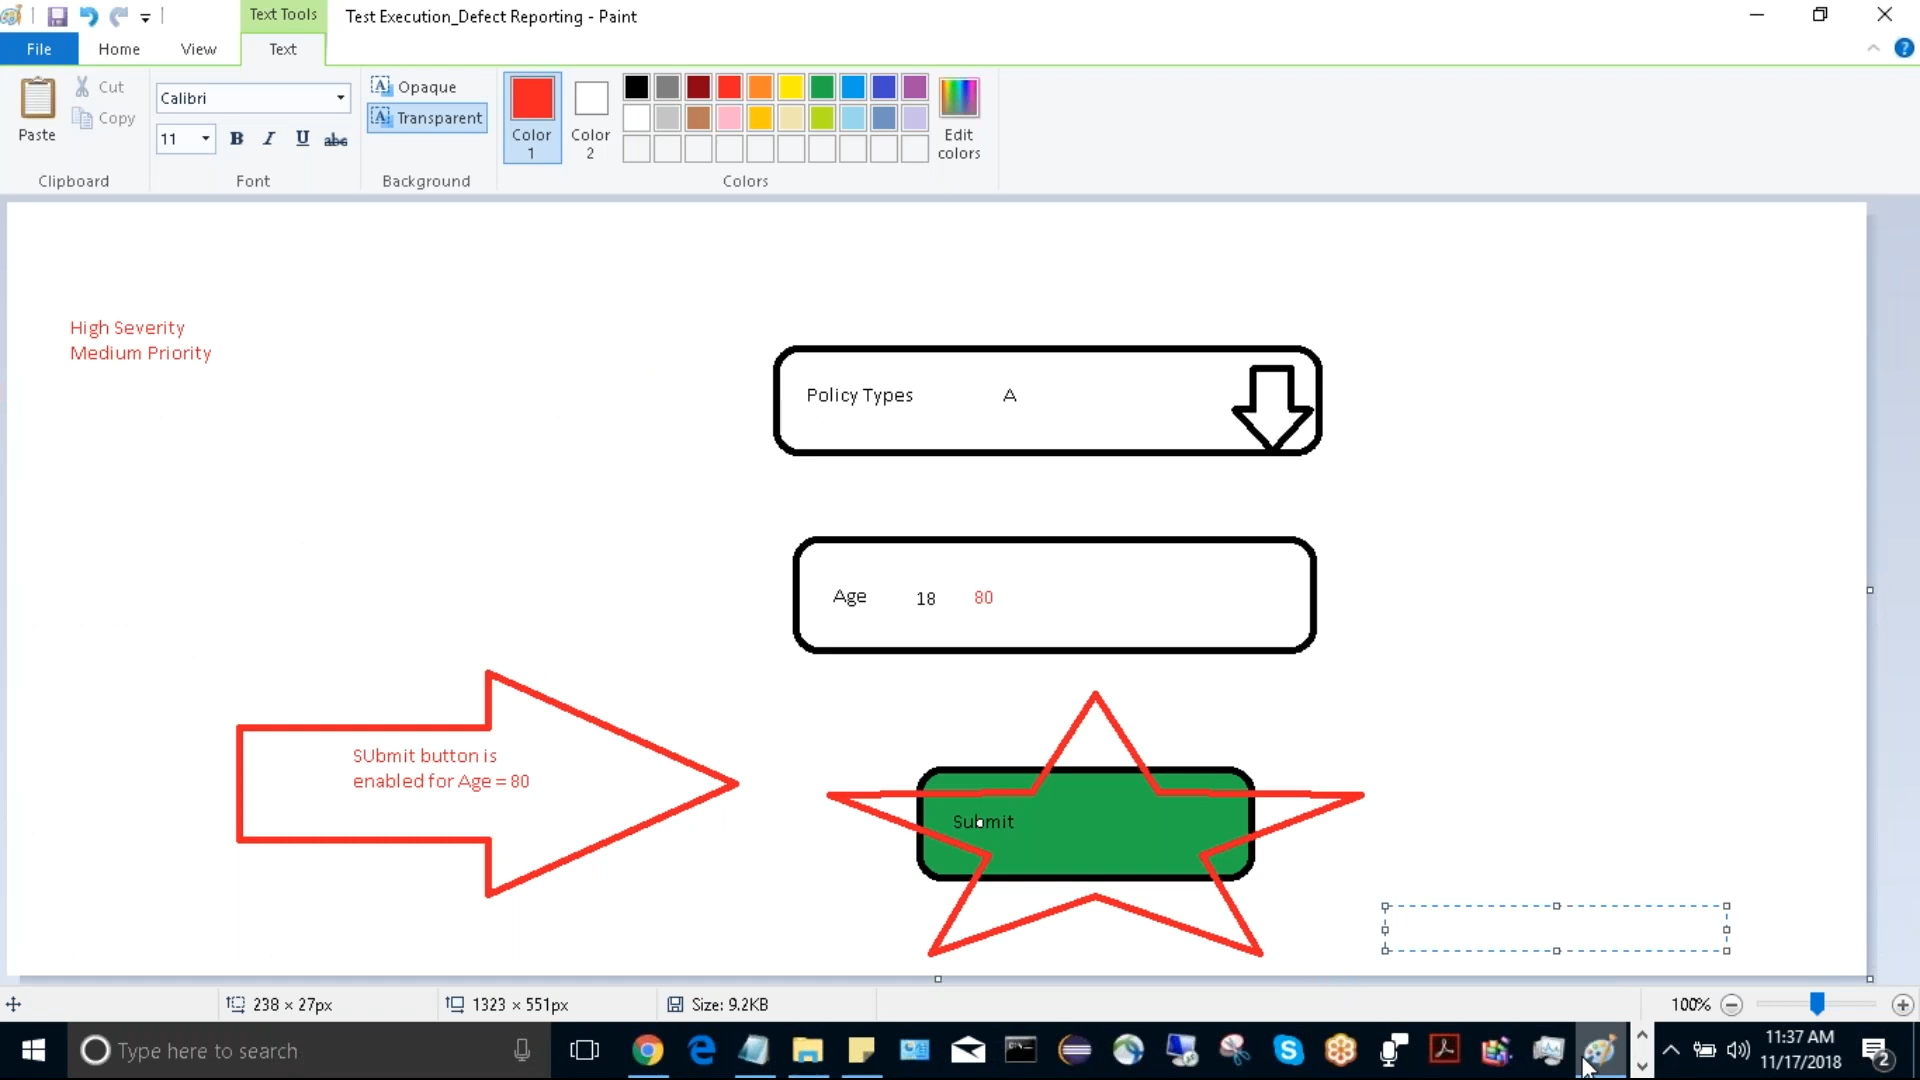 Text Tools
Test Execution_Defect Reporting - Paint
File
Home
View
Text
Paste
Cut
Copy
Clipboard
Calibri
11
B
I
U
abc
Font
A Opaque
A Transparent
Background
Color 1
Color 2
Edit colors
Colors
High Severity
Medium Priority
Policy Types A
Age 18 80
SUbmit button is
enabled for Age = 80
Submit
238 × 27px
1323 × 551px
Size: 9.2KB
100%
Type here to search
11:37 AM
11/17/2018
2